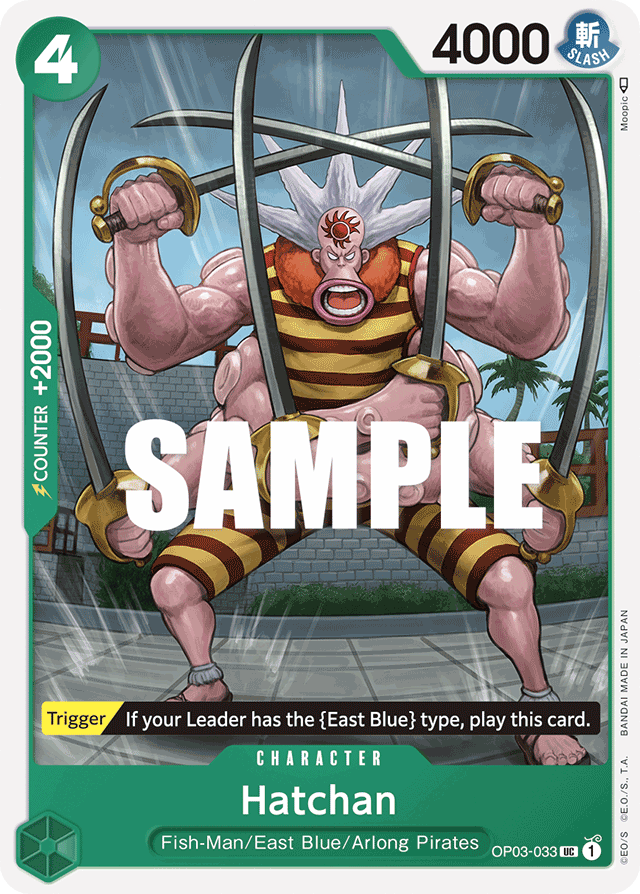 4
4000
斬
SLASH
Moopic
COUNTER +2000
SAMPLE
Trigger If your Leader has the {East Blue} type, play this card.
CHARACTER
Hatchan
Fish-Man/East Blue/Arlong Pirates
OP03-033 UC 1
©E.O/S ©E.O./S., T.A. BANDAI MADE IN JAPAN